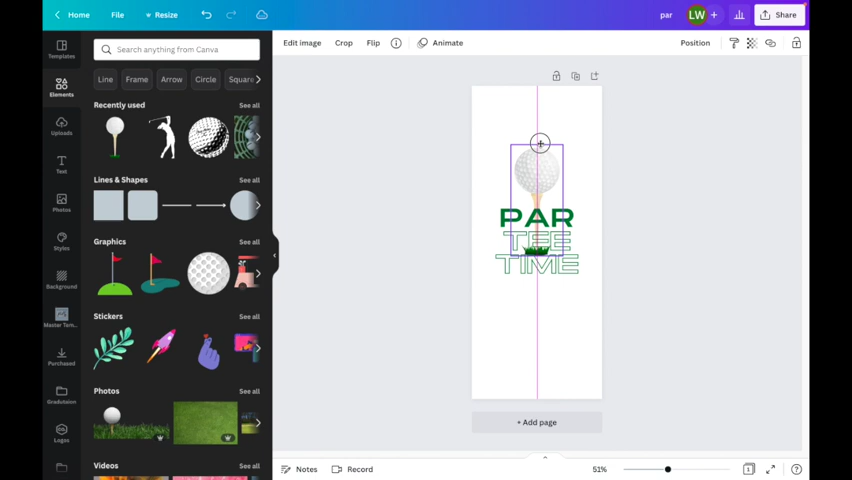 Home
File
Resize
par
LW
+
Share
Search anything from Canva
Edit image
Crop
Flip
Animate
Position
Templates
Elements
Uploads
Text
Photos
Styles
Background
Master Tem...
Purchased
Graduation
Logos
Line
Frame
Arrow
Circle
Square
Recently used
See all
Lines & Shapes
See all
Graphics
See all
Stickers
See all
Photos
See all
Videos
See all
PAR
TEE
TIME
+ Add page
Notes
Record
51%
1